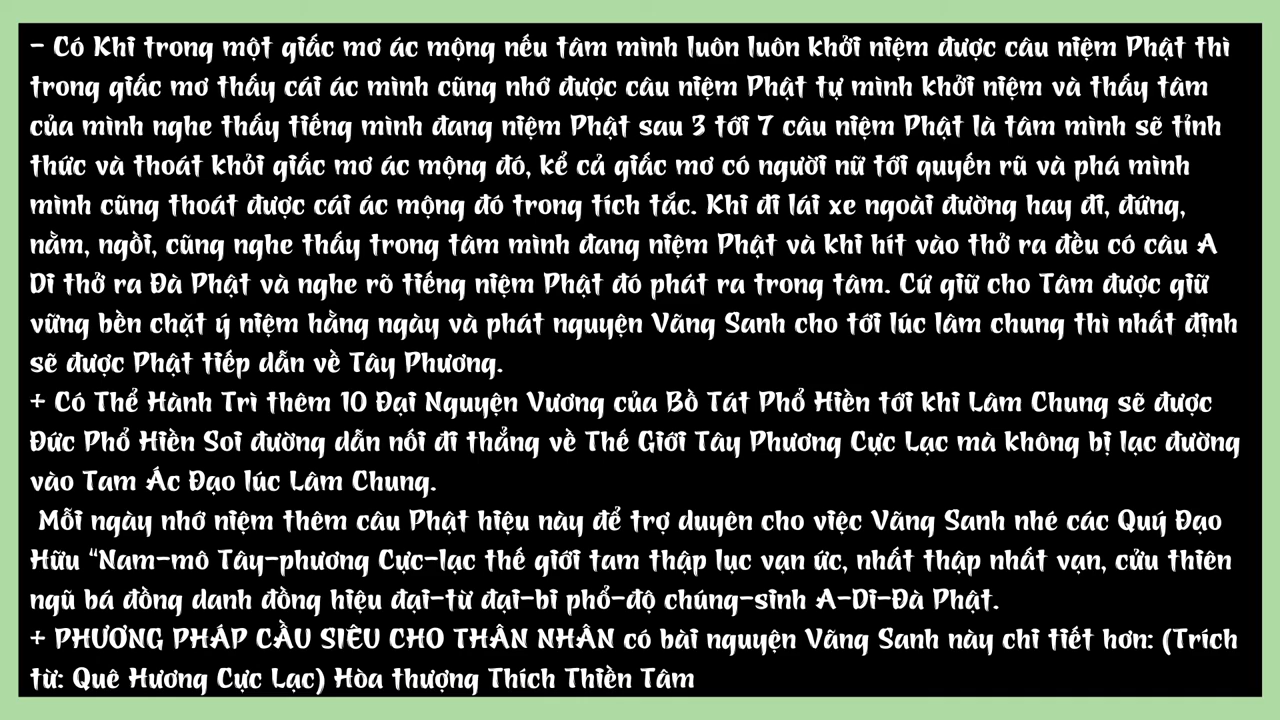 - Có Khi trong một giấc mơ ác mộng nếu tâm mình luôn luôn khởi niệm được câu niệm Phật thì
trong giấc mơ thấy cái ác mình cũng nhớ được câu niệm Phật tự mình khởi niệm và thấy tâm
của mình nghe thấy tiếng mình đang niệm Phật sau 3 tới 7 câu niệm Phật là tâm mình sẽ tỉnh
thức và thoát khỏi giấc mơ ác mộng đó, kể cả giấc mơ có người nữ tới quyến rũ và phá mình
mình cũng thoát được cái ác mộng đó trong tích tắc. Khi đi lái xe ngoài đường hay đi, đứng,
nằm, ngồi, cũng nghe thấy trong tâm mình đang niệm Phật và khi hít vào thở ra đều có câu A
Di thở ra Đà Phật và nghe rõ tiếng niệm Phật đó phát ra trong tâm. Cứ giữ cho Tâm được giữ
vững bền chặt ý niệm hằng ngày và phát nguyện Vãng Sanh cho tới lúc lâm chung thì nhất định
sẽ được Phật tiếp dẫn về Tây Phương.
+ Có Thể Hành Trì thêm 10 Đại Nguyện Vương của Bồ Tát Phổ Hiền tới khi Lâm Chung sẽ được
Đức Phổ Hiền Soi đường dẫn nối đi thẳng về Thế Giới Tây Phương Cực Lạc mà không bị lạc đường
vào Tam Ác Đạo lúc Lâm Chung.
Mỗi ngày nhớ niệm thêm câu Phật hiệu này để trợ duyên cho việc Vãng Sanh nhé các Quý Đạo
Hữu “Nam-mô Tây-phương Cực-lạc thế giới tam thập lục vạn ức, nhất thập nhất vạn, cửu thiên
ngũ bá đồng danh đồng hiệu đại-từ đại-bi phổ-độ chúng-sinh A-Di-Đà Phật.
+ PHƯƠNG PHÁP CẦU SIÊU CHO THÂN NHÂN có bài nguyện Vãng Sanh này chi tiết hơn: (Trích
từ: Quê Hương Cực Lạc) Hòa thượng Thích Thiền Tâm